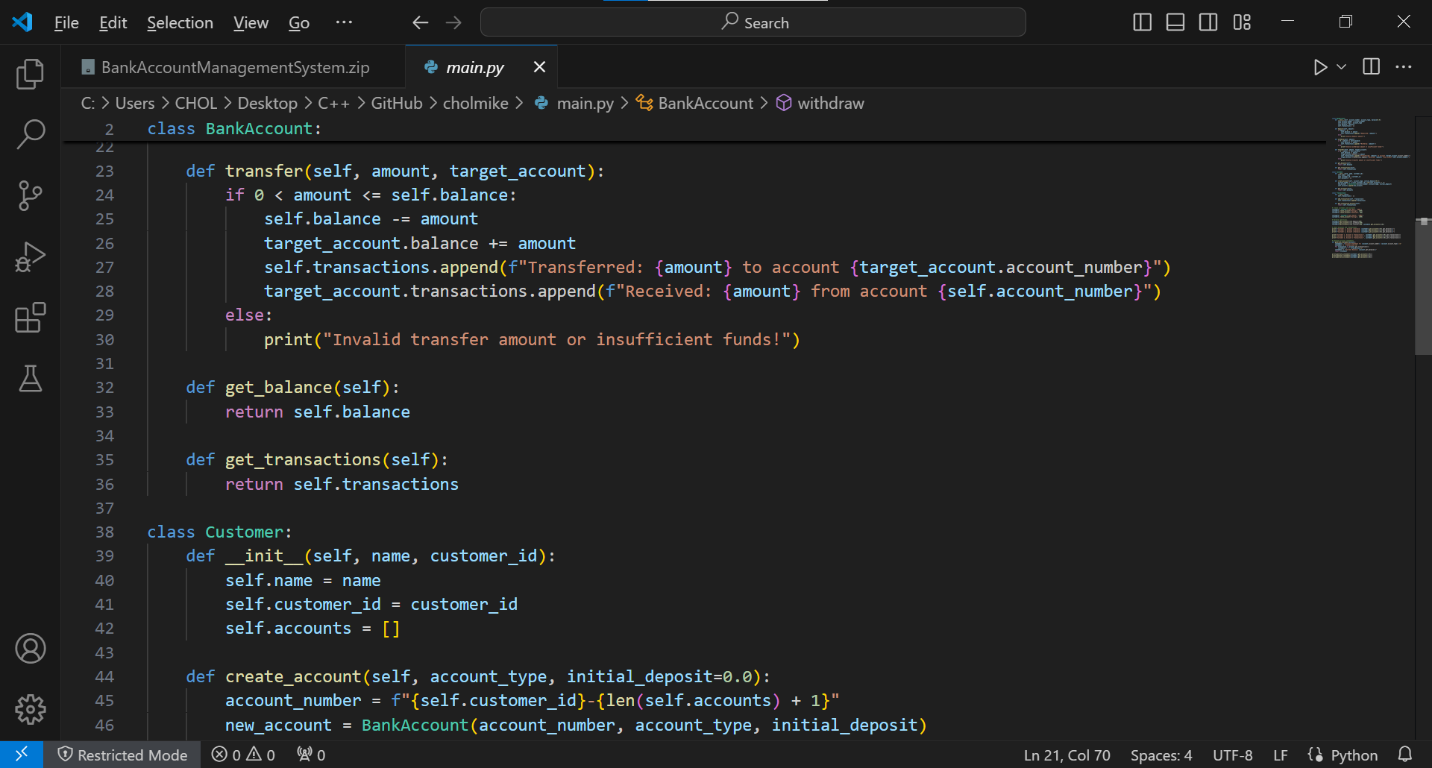 File Edit Selection View Go ··· Search
BankAccountManagementSystem.zip main.py
C: > Users > CHOL > Desktop > C++ > GitHub > cholmike > main.py > BankAccount > withdraw
2 class BankAccount:
22
23 def transfer(self, amount, target_account):
24 if 0 < amount <= self.balance:
25 self.balance -= amount
26 target_account.balance += amount
27 self.transactions.append(f"Transferred: {amount} to account {target_account.account_number}")
28 target_account.transactions.append(f"Received: {amount} from account {self.account_number}")
29 else:
30 print("Invalid transfer amount or insufficient funds!")
31
32 def get_balance(self):
33 return self.balance
34
35 def get_transactions(self):
36 return self.transactions
37
38 class Customer:
39 def __init__(self, name, customer_id):
40 self.name = name
41 self.customer_id = customer_id
42 self.accounts = []
43
44 def create_account(self, account_type, initial_deposit=0.0):
45 account_number = f"{self.customer_id}-{len(self.accounts) + 1}"
46 new_account = BankAccount(account_number, account_type, initial_deposit)
Restricted Mode 0 0 0 Ln 21, Col 70 Spaces: 4 UTF-8 LF Python